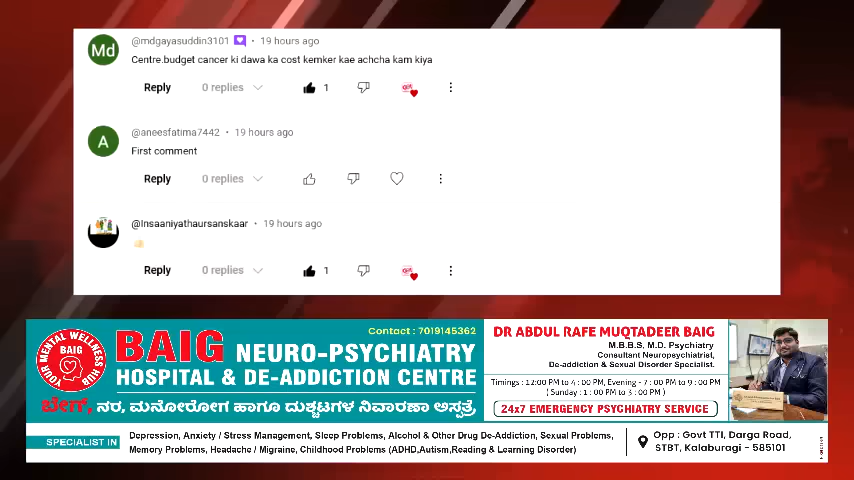 Md
@mdgayasuddin3101 • 19 hours ago
Centre.budget cancer ki dawa ka cost kemker kae achcha kam kiya
Reply 0 replies 1
A
@aneesfatima7442 • 19 hours ago
First comment
Reply 0 replies
@Insaaniyathaursanskaar • 19 hours ago
Reply 0 replies 1
YOUR MENTAL WELLNESS HUB
BAIG
Contact : 7019145362
BAIG NEURO-PSYCHIATRY
HOSPITAL & DE-ADDICTION CENTRE
ಬೇಗ್, ನರ, ಮನೋರೋಗ ಹಾಗೂ ದುಶ್ಚಟಗಳ ನಿವಾರಣಾ ಆಸ್ಪತ್ರೆ,
DR ABDUL RAFE MUQTADEER BAIG
M.B.B.S, M.D. Psychiatry
Consultant Neuropsychiatrist,
De-addiction & Sexual Disorder Specialist.
Timings : 12:00 PM to 4 : 00 PM, Evening - 7 : 00 PM to 9 : 00 PM
( Sunday : 1 : 00 PM to 3 : 00 PM )
24x7 EMERGENCY PSYCHIATRY SERVICE
SPECIALIST IN
Depression, Anxiety / Stress Management, Sleep Problems, Alcohol & Other Drug De-Addiction, Sexual Problems,
Memory Problems, Headache / Migraine, Childhood Problems (ADHD,Autism,Reading & Learning Disorder)
Opp : Govt TTI, Darga Road,
STBT, Kalaburagi - 585101